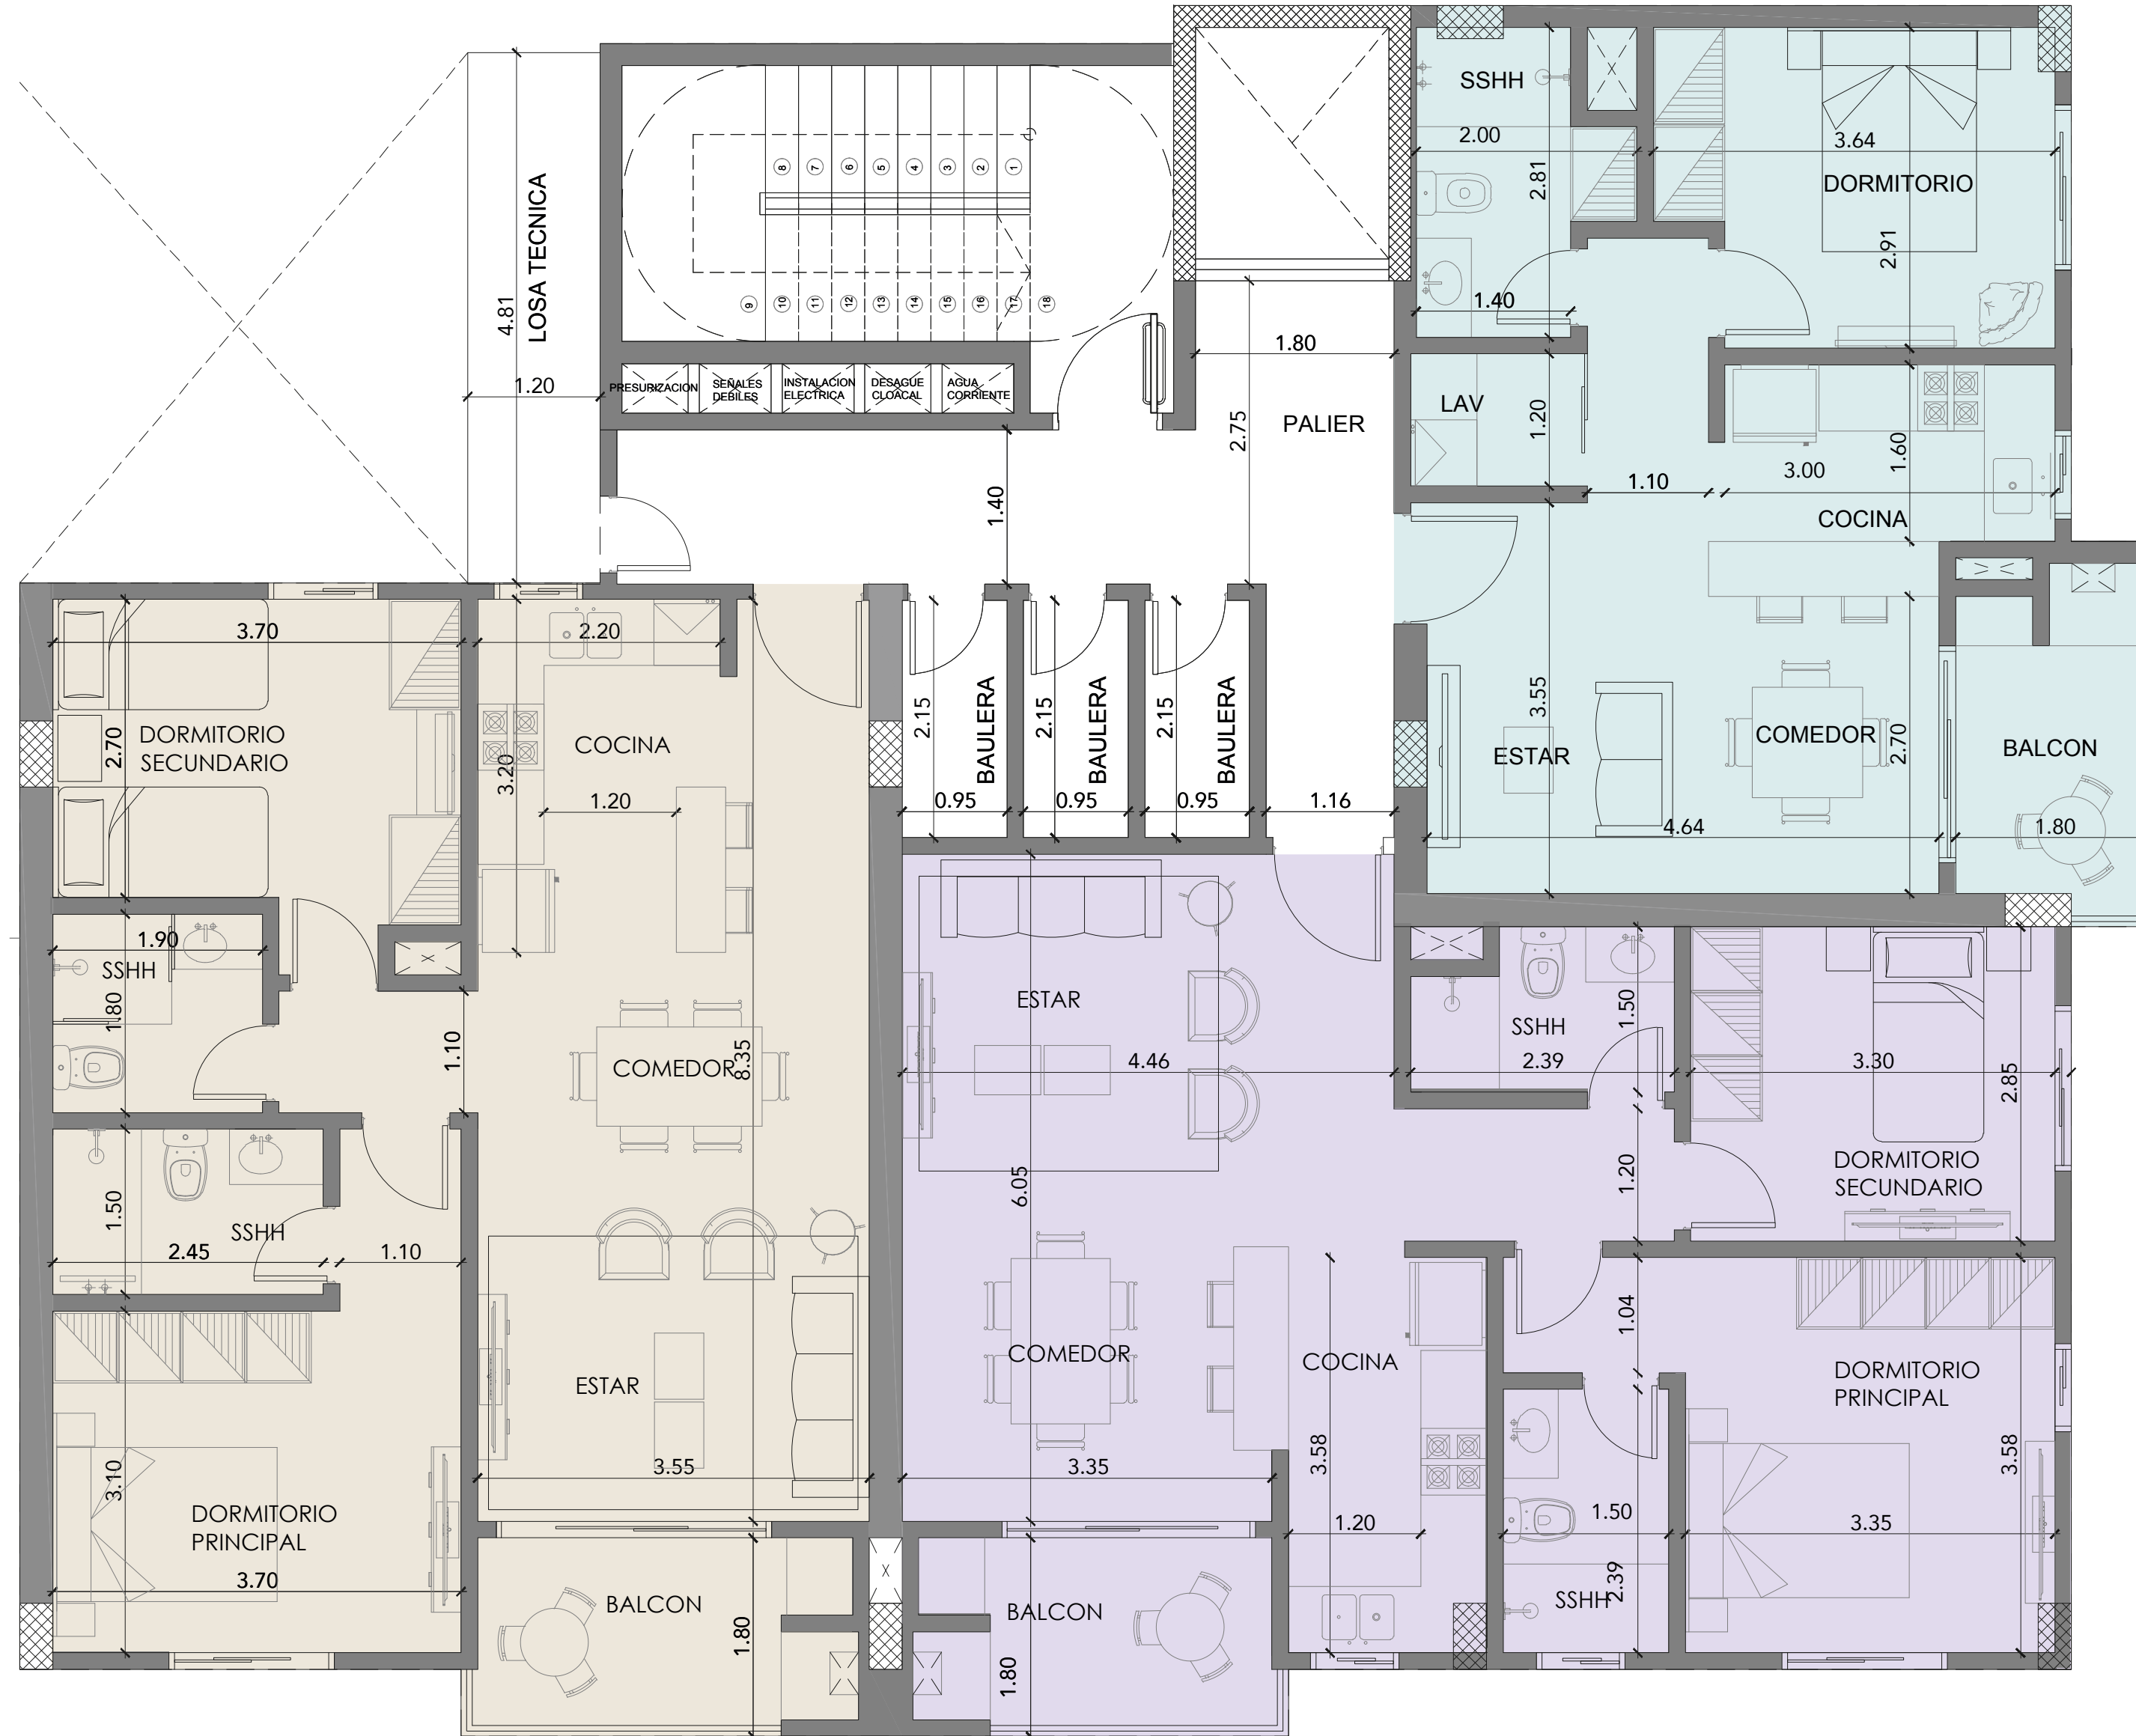 SSHH
2.00
2.81
1.40
3.64
DORMITORIO
2.91
4.81
LOSA TECNICA
1.20
8
7
6
5
4
3
2
1
9
10
11
12
13
14
15
16
17
18
PRESURIZACION
SEÑALES
DEBILES
INSTALACION
ELECTRICA
DESAGUE
CLOACAL
AGUA
CORRIENTE
1.80
PALIER
2.75
1.40
LAV
1.20
1.10
3.00
1.60
COCINA
3.55
ESTAR
COMEDOR
2.70
4.64
BALCON
1.80
3.70
2.70
DORMITORIO
SECUNDARIO
2.20
COCINA
3.20
1.20
2.15
BAULERA
0.95
2.15
BAULERA
0.95
2.15
BAULERA
0.95
1.16
1.90
SSHH
1.80
1.10
COMEDOR
8.35
1.50
SSHH
2.45
1.10
3.10
DORMITORIO
PRINCIPAL
3.70
ESTAR
3.55
BALCON
1.80
ESTAR
4.46
6.05
COMEDOR
3.35
BALCON
1.80
SSHH
2.39
1.50
3.30
2.85
DORMITORIO
SECUNDARIO
1.20
1.04
COCINA
3.58
1.20
DORMITORIO
PRINCIPAL
3.58
3.35
1.50
SSHH
2.39